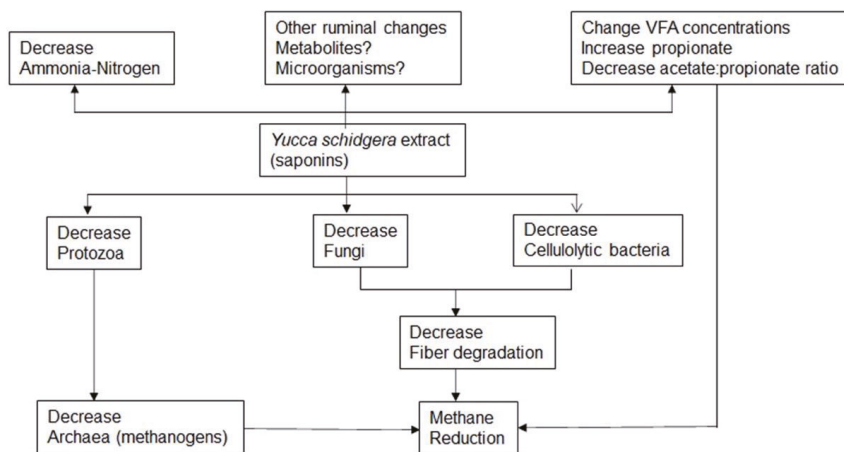 Decrease
Ammonia-Nitrogen
Other ruminal changes
Metabolites?
Microorganisms?
Change VFA concentrations
Increase propionate
Decrease acetate:propionate ratio
Yucca schidgera extract
(saponins)
Decrease
Protozoa
Decrease
Fungi
Decrease
Cellulolytic bacteria
Decrease
Fiber degradation
Decrease
Archaea (methanogens)
Methane
Reduction